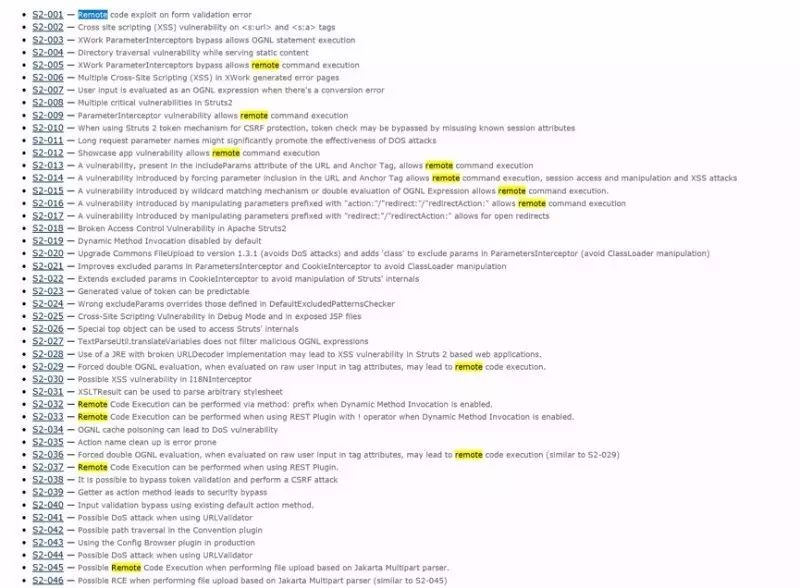 S2-001 — Remote code exploit on form validation error
S2-002 — Cross site scripting (XSS) vulnerability on <s:url> and <s:a> tags
S2-003 — XWork ParameterInterceptors bypass allows OGNL statement execution
S2-004 — Directory traversal vulnerability while serving static content
S2-005 — XWork ParameterInterceptors bypass allows remote command execution
S2-006 — Multiple Cross-Site Scripting (XSS) in XWork generated error pages
S2-007 — User input is evaluated as an OGNL expression when there's a conversion error
S2-008 — Multiple critical vulnerabilities in Struts2
S2-009 — ParameterInterceptor vulnerability allows remote command execution
S2-010 — When using Struts 2 token mechanism for CSRF protection, token check may be bypassed by misusing known session attributes
S2-011 — Long request parameter names might significantly promote the effectiveness of DOS attacks
S2-012 — Showcase app vulnerability allows remote command execution
S2-013 — A vulnerability, present in the includeParams attribute of the URL and Anchor Tag, allows remote command execution
S2-014 — A vulnerability introduced by forcing parameter inclusion in the URL and Anchor Tag allows remote command execution, session access and manipulation and XSS attacks
S2-015 — A vulnerability introduced by wildcard matching mechanism or double evaluation of OGNL Expression allows remote command execution.
S2-016 — A vulnerability introduced by manipulating parameters prefixed with "action:"/"redirect:"/"redirectAction:" allows remote command execution
S2-017 — A vulnerability introduced by manipulating parameters prefixed with "redirect:"/"redirectAction:" allows for open redirects
S2-018 — Broken Access Control Vulnerability in Apache Struts2
S2-019 — Dynamic Method Invocation disabled by default
S2-020 — Upgrade Commons FileUpload to version 1.3.1 (avoids DoS attacks) and adds 'class' to exclude params in ParametersInterceptor (avoid ClassLoader manipulation)
S2-021 — Improves excluded params in ParametersInterceptor and CookieInterceptor to avoid ClassLoader manipulation
S2-022 — Extends excluded params in CookieInterceptor to avoid manipulation of Struts' internals
S2-023 — Generated value of token can be predictable
S2-024 — Wrong excludeParams overrides those defined in DefaultExcludedPatternsChecker
S2-025 — Cross-Site Scripting Vulnerability in Debug Mode and in exposed JSP files
S2-026 — Special top object can be used to access Struts' internals
S2-027 — TextParseUtil.translateVariables does not filter malicious OGNL expressions
S2-028 — Use of a JRE with broken URLDecoder implementation may lead to XSS vulnerability in Struts 2 based web applications.
S2-029 — Forced double OGNL evaluation, when evaluated on raw user input in tag attributes, may lead to remote code execution.
S2-030 — Possible XSS vulnerability in I18NInterceptor
S2-031 — XSLTResult can be used to parse arbitrary stylesheet
S2-032 — Remote Code Execution can be performed via method: prefix when Dynamic Method Invocation is enabled.
S2-033 — Remote Code Execution can be performed when using REST Plugin with ! operator when Dynamic Method Invocation is enabled.
S2-034 — OGNL cache poisoning can lead to DoS vulnerability
S2-035 — Action name clean up is error prone
S2-036 — Forced double OGNL evaluation, when evaluated on raw user input in tag attributes, may lead to remote code execution (similar to S2-029)
S2-037 — Remote Code Execution can be performed when using REST Plugin.
S2-038 — It is possible to bypass token validation and perform a CSRF attack
S2-039 — Getter as action method leads to security bypass
S2-040 — Input validation bypass using existing default action method.
S2-041 — Possible DoS attack when using URLValidator
S2-042 — Possible path traversal in the Convention plugin
S2-043 — Using the Config Browser plugin in production
S2-044 — Possible DoS attack when using URLValidator
S2-045 — Possible Remote Code Execution when performing file upload based on Jakarta Multipart parser.
S2-046 — Possible RCE when performing file upload based on Jakarta Multipart parser (similar to S2-045)